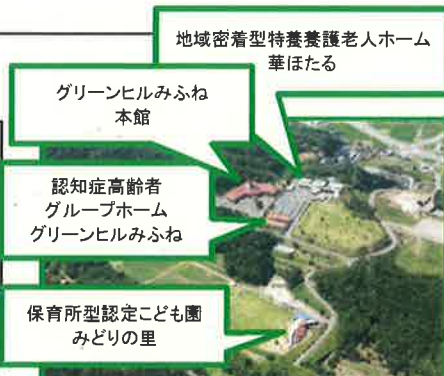 地域密着型特養養護老人ホーム
華ほたる
グリーンヒルみふね
本館
認知症高齢者
グループホーム
グリーンヒルみふね
保育所型認定こども園
みどりの里